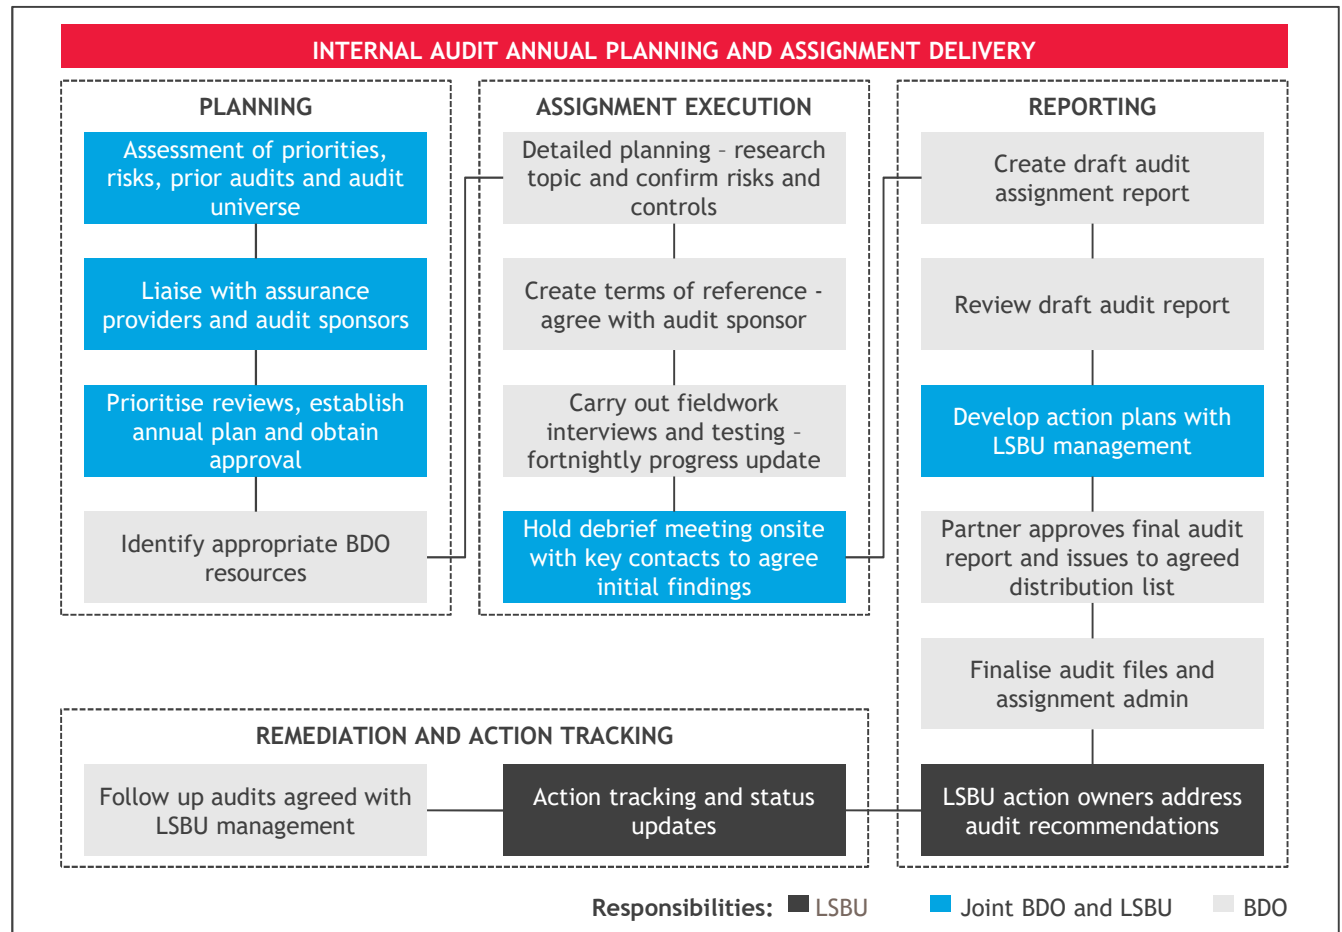 INTERNAL AUDIT ANNUAL PLANNING AND ASSIGNMENT DELIVERY
PLANNING
Assessment of priorities,
risks, prior audits and audit
universe
Liaise with assurance
providers and audit sponsors
Prioritise reviews, establish
annual plan and obtain
approval
Identify appropriate BDO
resources
ASSIGNMENT EXECUTION
Detailed planning – research
topic and confirm risks and
controls
Create terms of reference -
agree with audit sponsor
Carry out fieldwork
interviews and testing –
fortnightly progress update
Hold debrief meeting onsite
with key contacts to agree
initial findings
REPORTING
Create draft audit
assignment report
Review draft audit report
Develop action plans with
LSBU management
Partner approves final audit
report and issues to agreed
distribution list
Finalise audit files and
assignment admin
LSBU action owners address
audit recommendations
REMEDIATION AND ACTION TRACKING
Action tracking and status
updates
Follow up audits agreed with
LSBU management
Responsibilities: LSBU Joint BDO and LSBU BDO